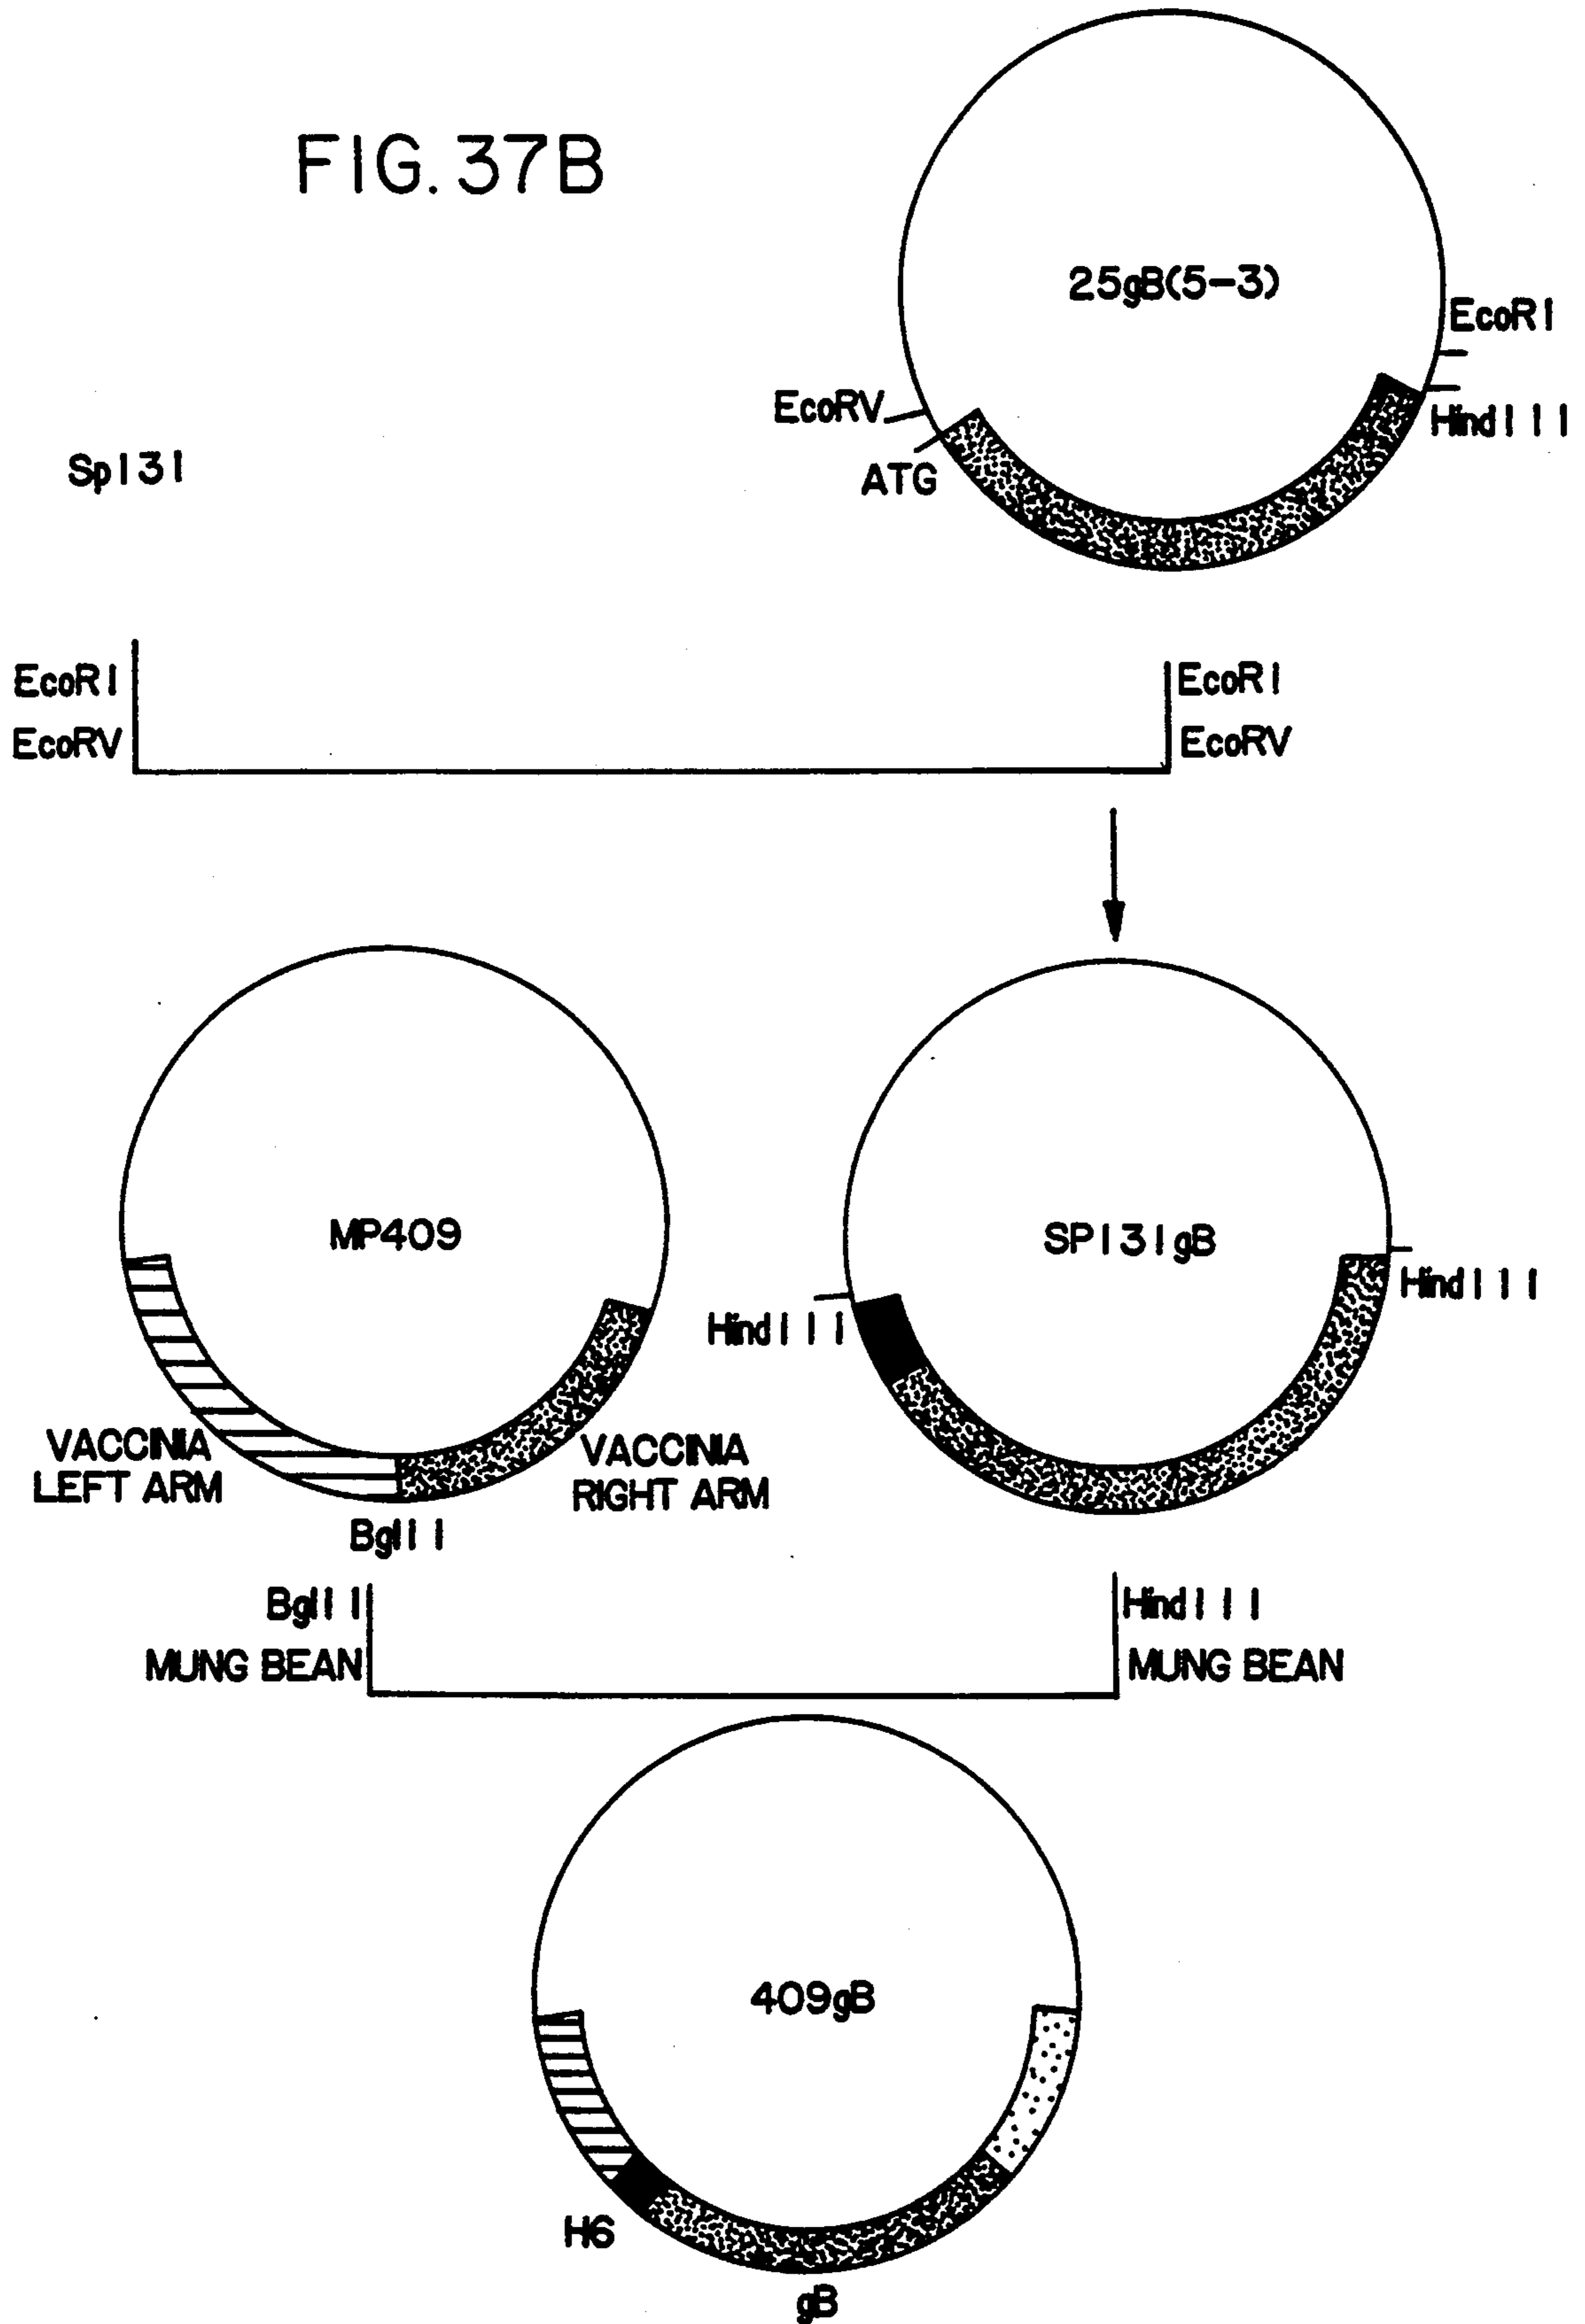 FIG. 37B
25gB(5-3)
EcoRI
EcoRV
HindIII
Sp131
ATG
EcoRI
EcoRV
EcoRI
EcoRV
MP409
SP131gB
HindIII
HindIII
VACCINIA
LEFT ARM
VACCINIA
RIGHT ARM
BglII
BglII
MUNG BEAN
HindIII
MUNG BEAN
409gB
H6
gB